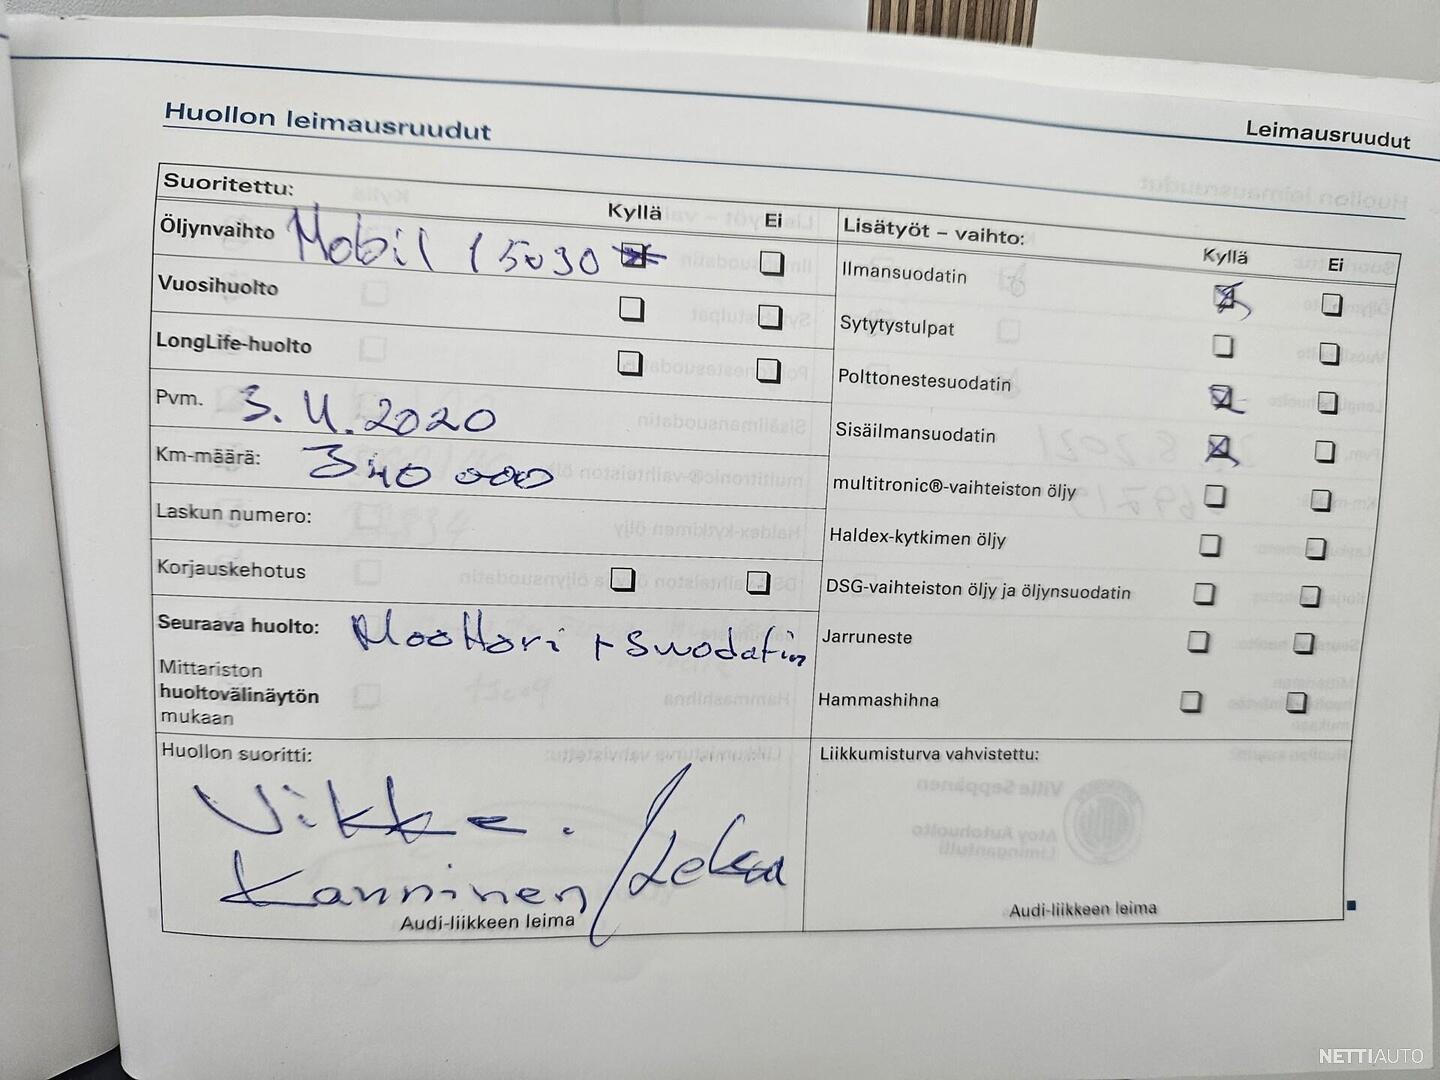 Huollon leimausruudut
Leimausruudut
Suoritettu:
Kyllä
Ei
Öljynvaihto Mobil 1 5030
Vuosihuolto
LongLife-huolto
Pvm. 3. 4. 2020
Km-määrä: 340 000
Laskun numero:
Korjauskehotus
Seuraava huolto: Moottori + suodatin
Mittariston
huoltovälinäytön
mukaan
Huollon suoritti:
Vikke.
Kanninen
Audi-liikkeen leima
Lisätyöt – vaihto:
Kyllä
Ei
Ilmansuodatin
Sytytystulpat
Polttonestesuodatin
Sisäilmansuodatin
multitronic®-vaihteiston öljy
Haldex-kytkimen öljy
DSG-vaihteiston öljy ja öljynsuodatin
Jarruneste
Hammashihna
Liikkumisturva vahvistettu:
Audi-liikkeen leima
NETTIAUTO